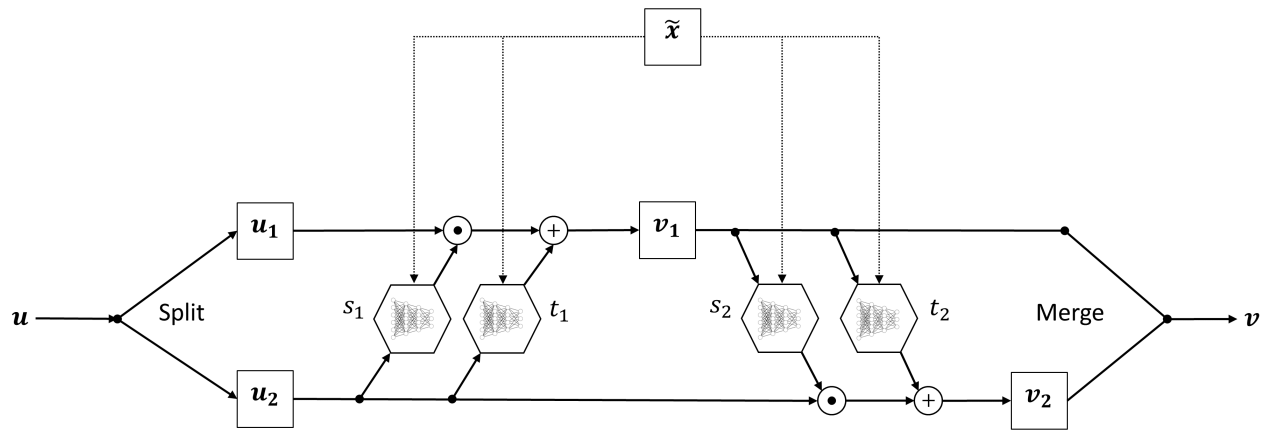 x̃
u₁
v₁
s₁
t₁
s₂
t₂
u
Split
Merge
v
u₂
v₂